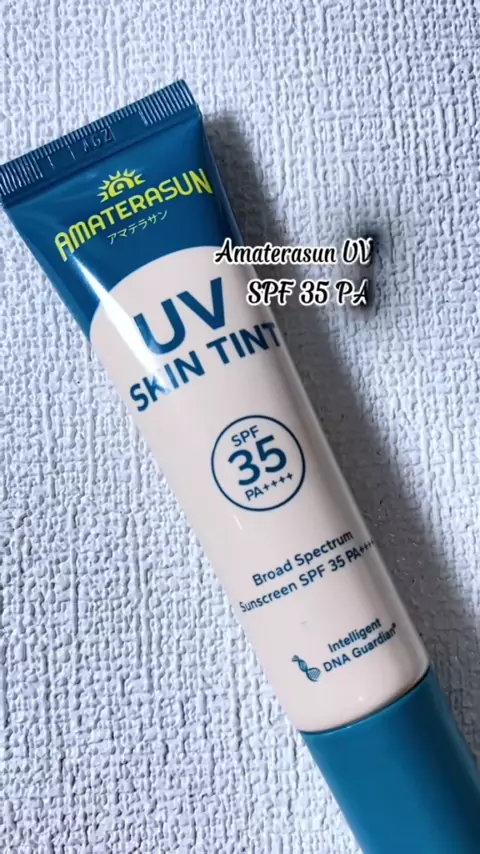 AMATERASUN
アマテラサン
Amaterasun UV
SPF 35 PA
UV
SKIN TINT
SPF
35
PA++++
Broad Spectrum
Sunscreen SPF 35 PA++++
Intelligent
DNA Guardian®